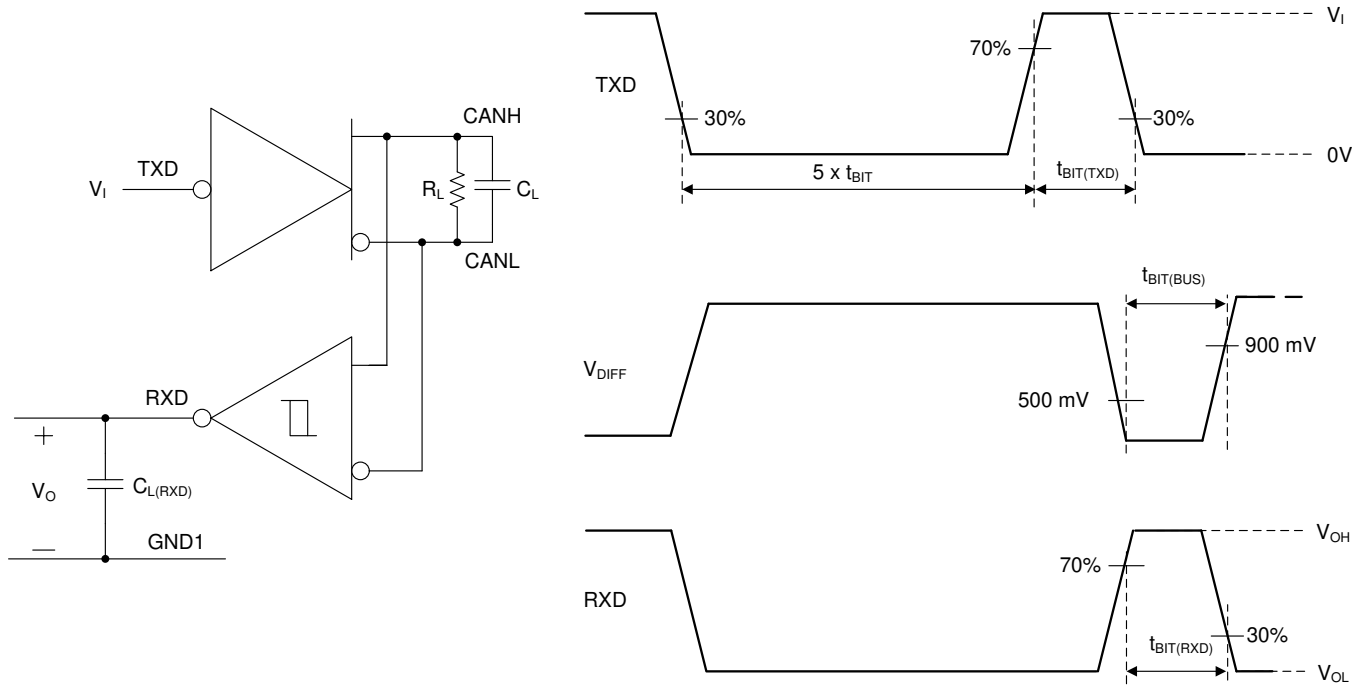 CANH
TXD
V_I
R_L
C_L
CANL
RXD
+
V_O
C_L(RXD)
—
GND1
V_I
70%
TXD
30%
30%
0V
5 x t_BIT
t_BIT(TXD)
t_BIT(BUS)
900 mV
V_DIFF
500 mV
V_OH
70%
RXD
30%
t_BIT(RXD)
V_OL